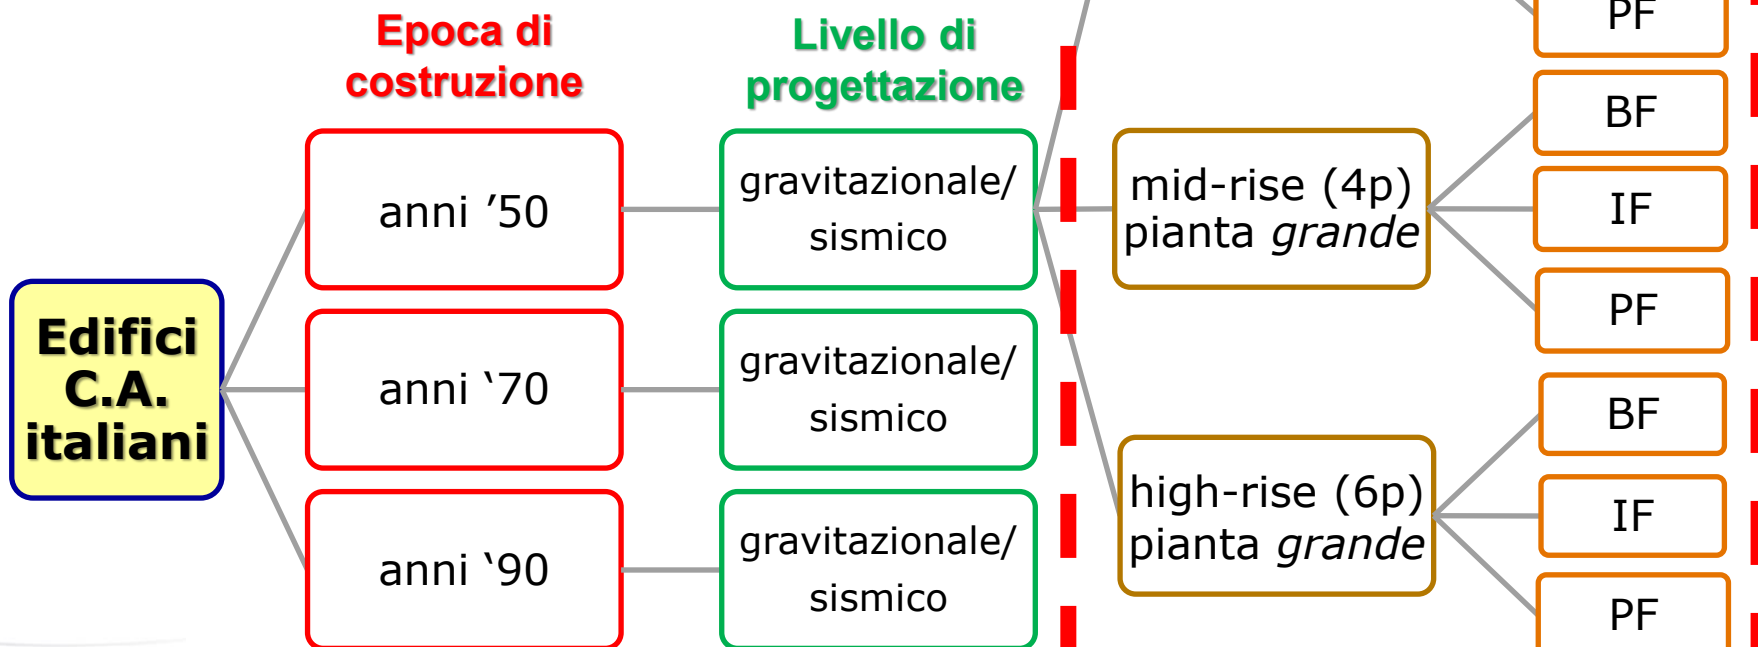 Epoca di
costruzione
Livello di
progettazione
Edifici
C.A.
italiani
anni ’50
anni ‘70
anni ‘90
gravitazionale/
sismico
gravitazionale/
sismico
gravitazionale/
sismico
mid-rise (4p)
pianta grande
high-rise (6p)
pianta grande
PF
BF
IF
PF
BF
IF
PF